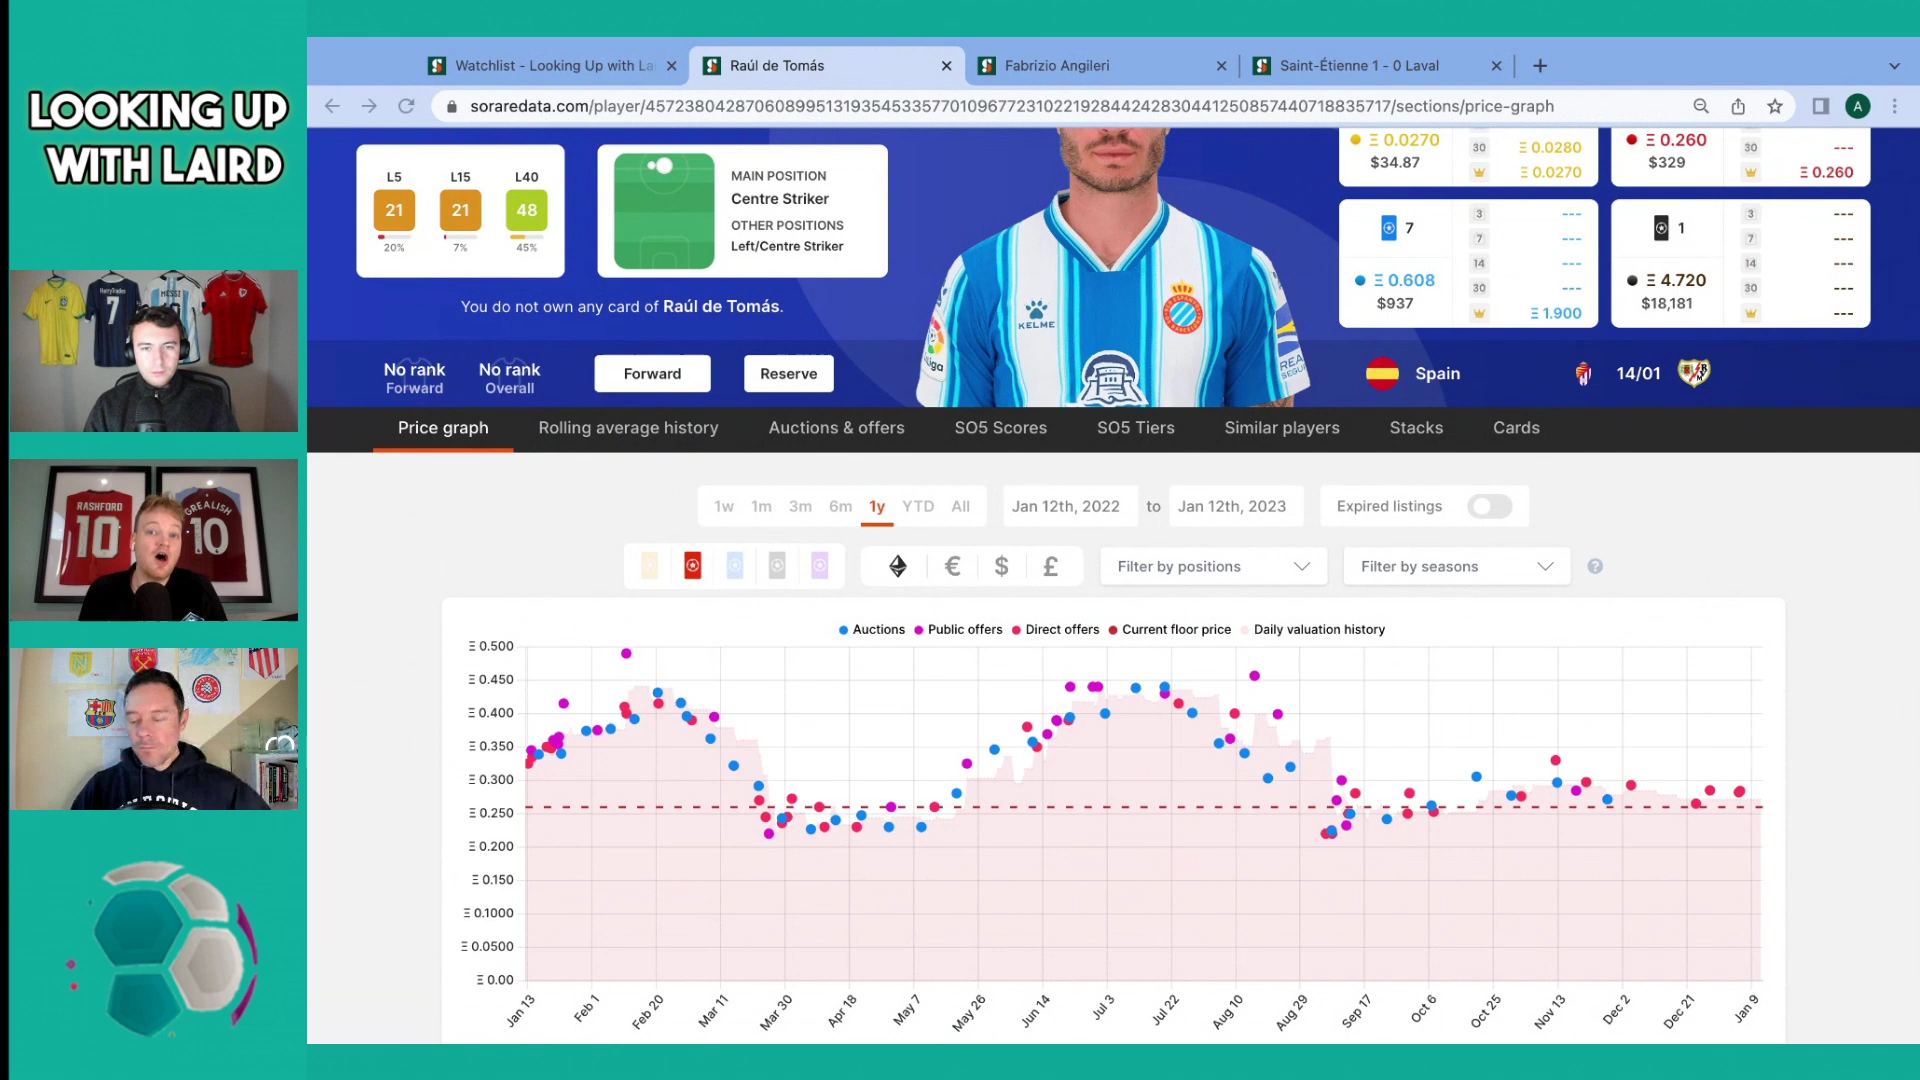 LOOKING UP
WITH LAIRD
HarryTrades
7
MESSI
RASHFORD
10
GREALISH
10
Watchlist - Looking Up with La
Raúl de Tomás
Fabrizio Angileri
Saint-Étienne 1 - 0 Laval
soraredata.com/player/45723804287060899513193545335770109677231022192844242830441250857440718835717/sections/price-graph
A
L5 L15 L40
21 21 48
20% 7% 45%
MAIN POSITION
Centre Striker
OTHER POSITIONS
Left/Centre Striker
You do not own any card of Raúl de Tomás.
No rank
Forward
No rank
Overall
Forward
Reserve
KELME
LaLiga
Ξ 0.0270
$34.87
30 Ξ 0.0280
Ξ 0.0270
Ξ 0.260
$329
30 ---
Ξ 0.260
7
Ξ 0.608
$937
3 ---
7 ---
14 ---
30 ---
Ξ 1.900
1
Ξ 4.720
$18,181
3 ---
7 ---
14 ---
30 ---
---
Spain
14/01
Price graph
Rolling average history
Auctions & offers
SO5 Scores
SO5 Tiers
Similar players
Stacks
Cards
1w 1m 3m 6m 1y YTD All
Jan 12th, 2022 to Jan 12th, 2023
Expired listings
€ $ £
Filter by positions
Filter by seasons
?
Auctions Public offers Direct offers Current floor price Daily valuation history
Ξ 0.500
Ξ 0.450
Ξ 0.400
Ξ 0.350
Ξ 0.300
Ξ 0.250
Ξ 0.200
Ξ 0.150
Ξ 0.1000
Ξ 0.0500
Ξ 0.00
Jan 13 Feb 1 Feb 20 Mar 11 Mar 30 Apr 18 May 7 May 26 Jun 14 Jul 3 Jul 22 Aug 10 Aug 29 Sep 17 Oct 6 Oct 25 Nov 13 Dec 2 Dec 21 Jan 9